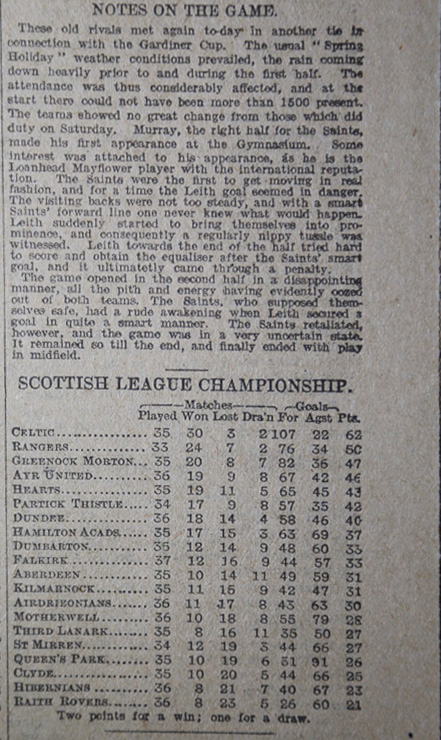 NOTES ON THE GAME.
These old rivals met again to-day in another tie in
connection with the Gardiner Cup. The usual "Spring
Holiday" weather conditions prevailed, the rain coming
down heavily prior to and during the first half. The
attendance was thus considerably affected, and at the
start there could not have been more than 1500 present.
The teams showed no great change from those which did
duty on Saturday. Murray, the right half for the Saints,
made his first appearance at the Gymnasium. Some
interest was attached to his appearance, as he is the
Loanhead Mayflower player with the international reputa-
tion. The Saints were the first to get moving in real
fashion, and for a time the Leith goal seemed in danger.
The visiting backs were not too steady, and with a smart
Saints' forward line one never knew what would happen.
Leith suddenly started to bring themselves into pro-
minence, and consequently a regularly nippy tussle was
witnessed. Leith towards the end of the half tried hard
to score and obtain the equaliser after the Saints' smart
goal, and it ultimatetly came through a penalty.
The game opened in the second half in a disappointing
manner, all the pith and energy having evidently oozed
out of both teams. The Saints, who supposed them-
selves safe, had a rude awakening when Leith secured a
goal in quite a smart manner. The Saints retaliated,
however, and the game was in a very uncertain state.
It remained so till the end, and finally ended with play
in midfield.
SCOTTISH LEAGUE CHAMPIONSHIP.
Matches Goals
Played Won Lost Dra'n For Agst Pts.
CELTIC 35 30 3 2 107 22 62
RANGERS 33 24 7 2 76 34 50
GREENOCK MORTON 35 20 8 7 82 36 47
AYR UNITED 36 19 9 8 67 42 46
HEARTS 35 19 11 5 65 45 43
PARTICK THISTLE 34 17 9 8 57 35 42
DUNDEE 36 18 14 4 58 46 40
HAMILTON ACADS. 35 17 15 3 63 69 37
DUMBARTON 35 12 14 9 48 60 33
FALKIRK 37 12 16 9 44 57 33
ABERDEEN 35 10 14 11 49 59 31
KILMARNOCK 35 11 15 9 42 47 31
AIRDRIEONIANS 36 11 17 8 43 63 30
MOTHERWELL 36 10 18 8 55 79 28
THIRD LANARK 35 8 16 11 35 50 27
ST MIRREN 34 12 19 3 44 66 27
QUEEN'S PARK 35 10 19 6 31 91 26
CLYDE 35 10 20 5 44 66 25
HIBERNIANS 36 8 21 7 40 67 23
RAITH ROVERS 36 8 23 5 26 60 21
Two points for a win; one for a draw.